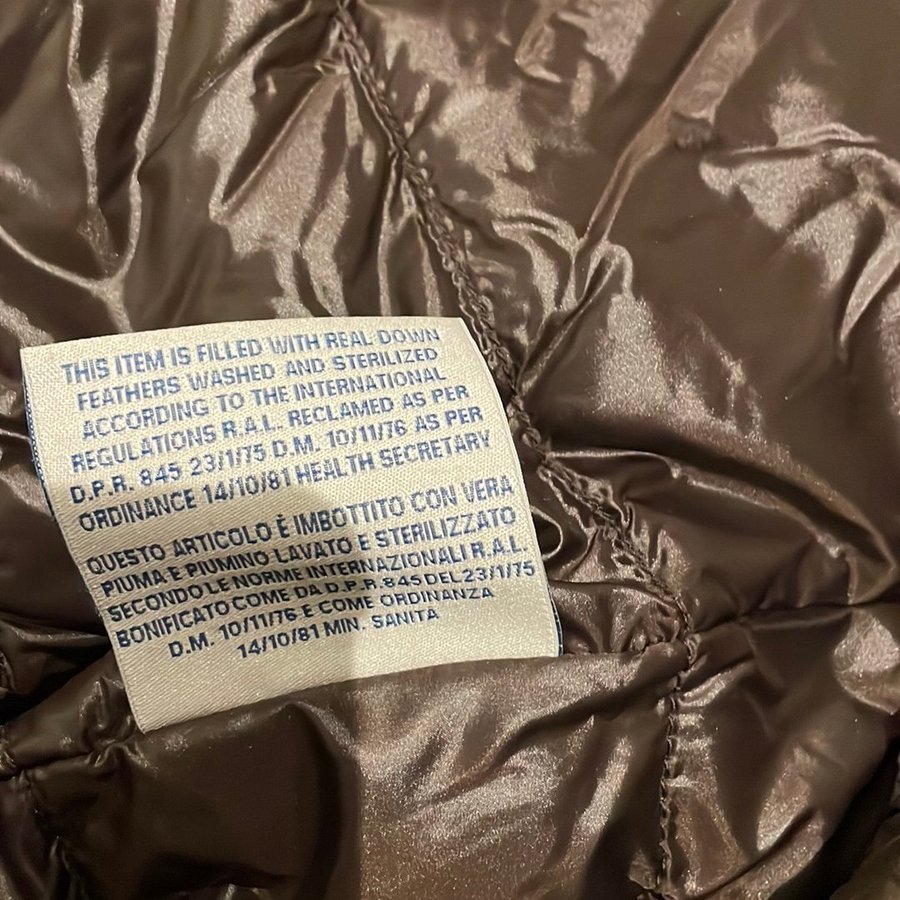 THIS ITEM IS FILLED WITH REAL DOWN
FEATHERS WASHED AND STERILIZED
ACCORDING TO THE INTERNATIONAL
REGULATIONS R.A.L. RECLAMED AS PER
D.P.R. 845 23/1/75 D.M. 10/11/76 AS PER
ORDINANCE 14/10/81 HEALTH SECRETARY
QUESTO ARTICOLO È IMBOTTITO CON VERA
PIUMA E PIUMINO LAVATO E STERILIZZATO
SECONDO LE NORME INTERNAZIONALI R.A.L.
BONIFICATO COME DA D.P.R. 845 DEL 23/1/75
D.M. 10/11/76 E COME ORDINANZA
14/10/81 MIN. SANITA